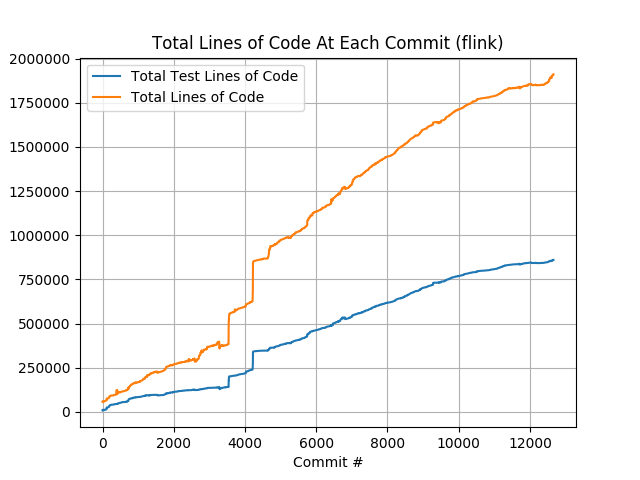 Total Lines of Code At Each Commit (flink)
Total Test Lines of Code
Total Lines of Code
2000000
1750000
1500000
1250000
1000000
750000
500000
250000
0
0 2000 4000 6000 8000 10000 12000
Commit #